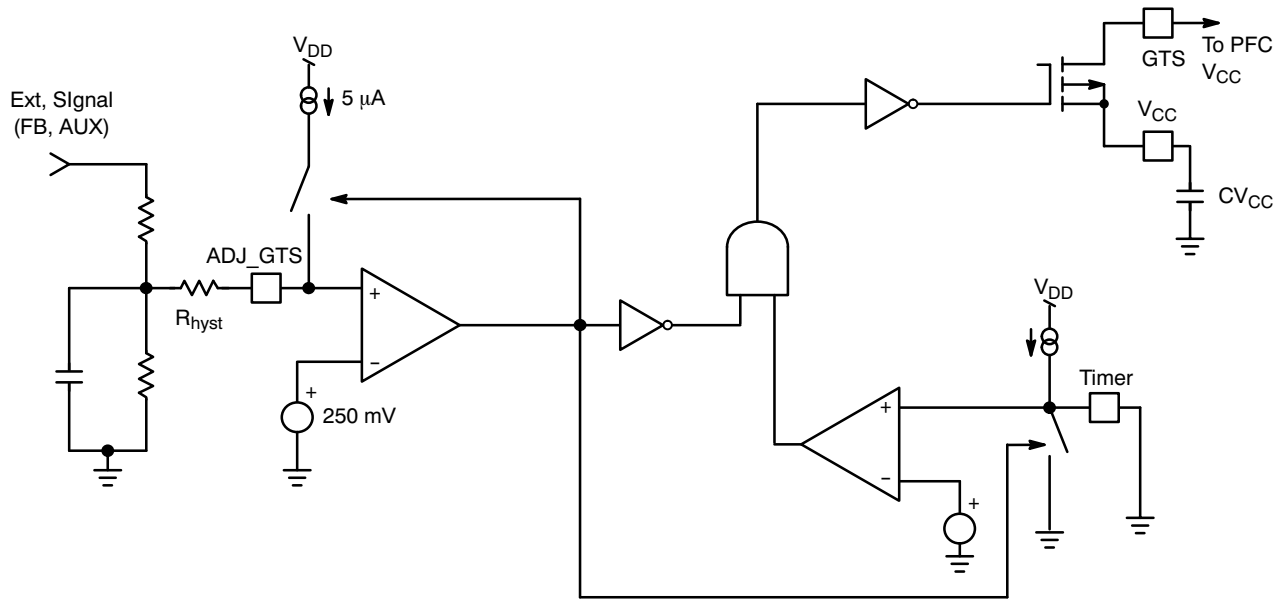 V_DD
Ext, SIgnal
(FB, AUX)
5 μA
ADJ_GTS
R_hyst
+
−
+
250 mV
GTS
To PFC
V_CC
V_CC
CV_CC
V_DD
Timer
+
−
+